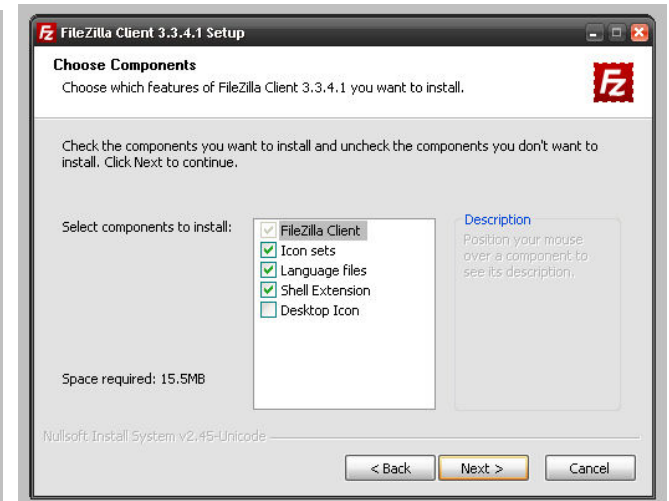 FileZilla Client 3.3.4.1 Setup
Choose Components
Choose which features of FileZilla Client 3.3.4.1 you want to install.
Fz
Check the components you want to install and uncheck the components you don't want to
install. Click Next to continue.
Select components to install:
FileZilla Client
Icon sets
Language files
Shell Extension
Desktop Icon
Description
Position your mouse
over a component to
see its description.
Space required: 15.5MB
Nullsoft Install System v2.45-Unicode
< Back
Next >
Cancel